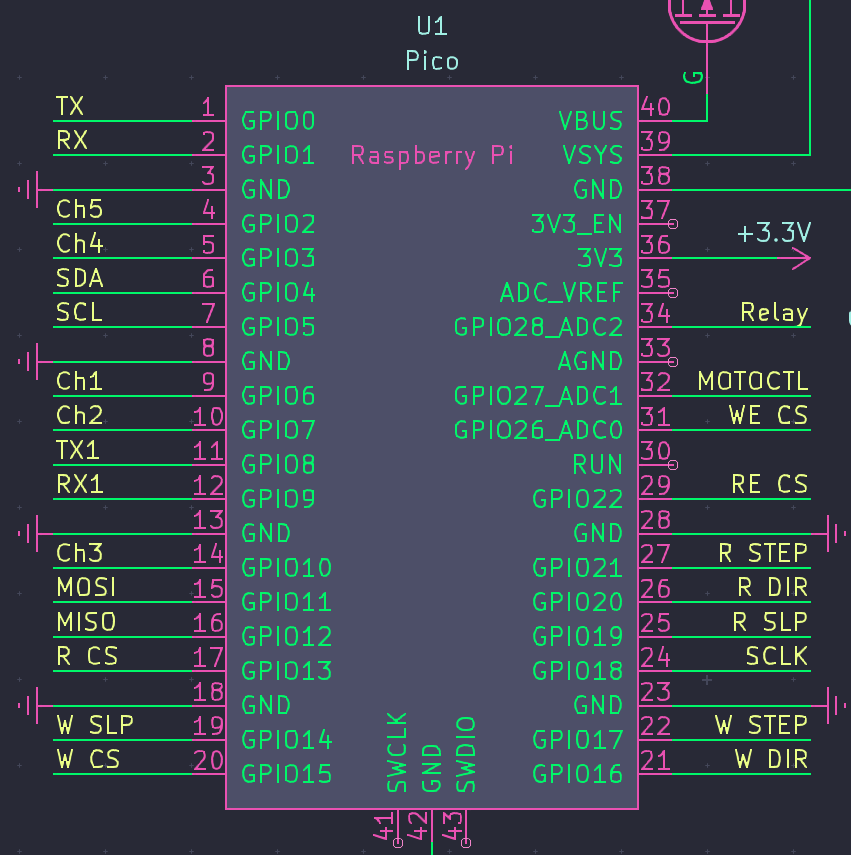 U1
Pico
G
TX 1 GPIO0 VBUS 40
RX 2 GPIO1 Raspberry Pi VSYS 39
3 GND GND 38
Ch5 4 GPIO2 3V3_EN 37
Ch4 5 GPIO3 3V3 36 +3.3V
SDA 6 GPIO4 ADC_VREF 35
SCL 7 GPIO5 GPIO28_ADC2 34 Relay
8 GND AGND 33
Ch1 9 GPIO6 GPIO27_ADC1 32 MOTOCTL
Ch2 10 GPIO7 GPIO26_ADC0 31 WE CS
TX1 11 GPIO8 RUN 30
RX1 12 GPIO9 GPIO22 29 RE CS
13 GND GND 28
Ch3 14 GPIO10 GPIO21 27 R STEP
MOSI 15 GPIO11 GPIO20 26 R DIR
MISO 16 GPIO12 GPIO19 25 R SLP
R CS 17 GPIO13 GPIO18 24 SCLK
18 GND GND 23
W SLP 19 GPIO14 GPIO17 22 W STEP
W CS 20 GPIO15 GPIO16 21 W DIR
SWCLK GND SWDIO
41 42 43